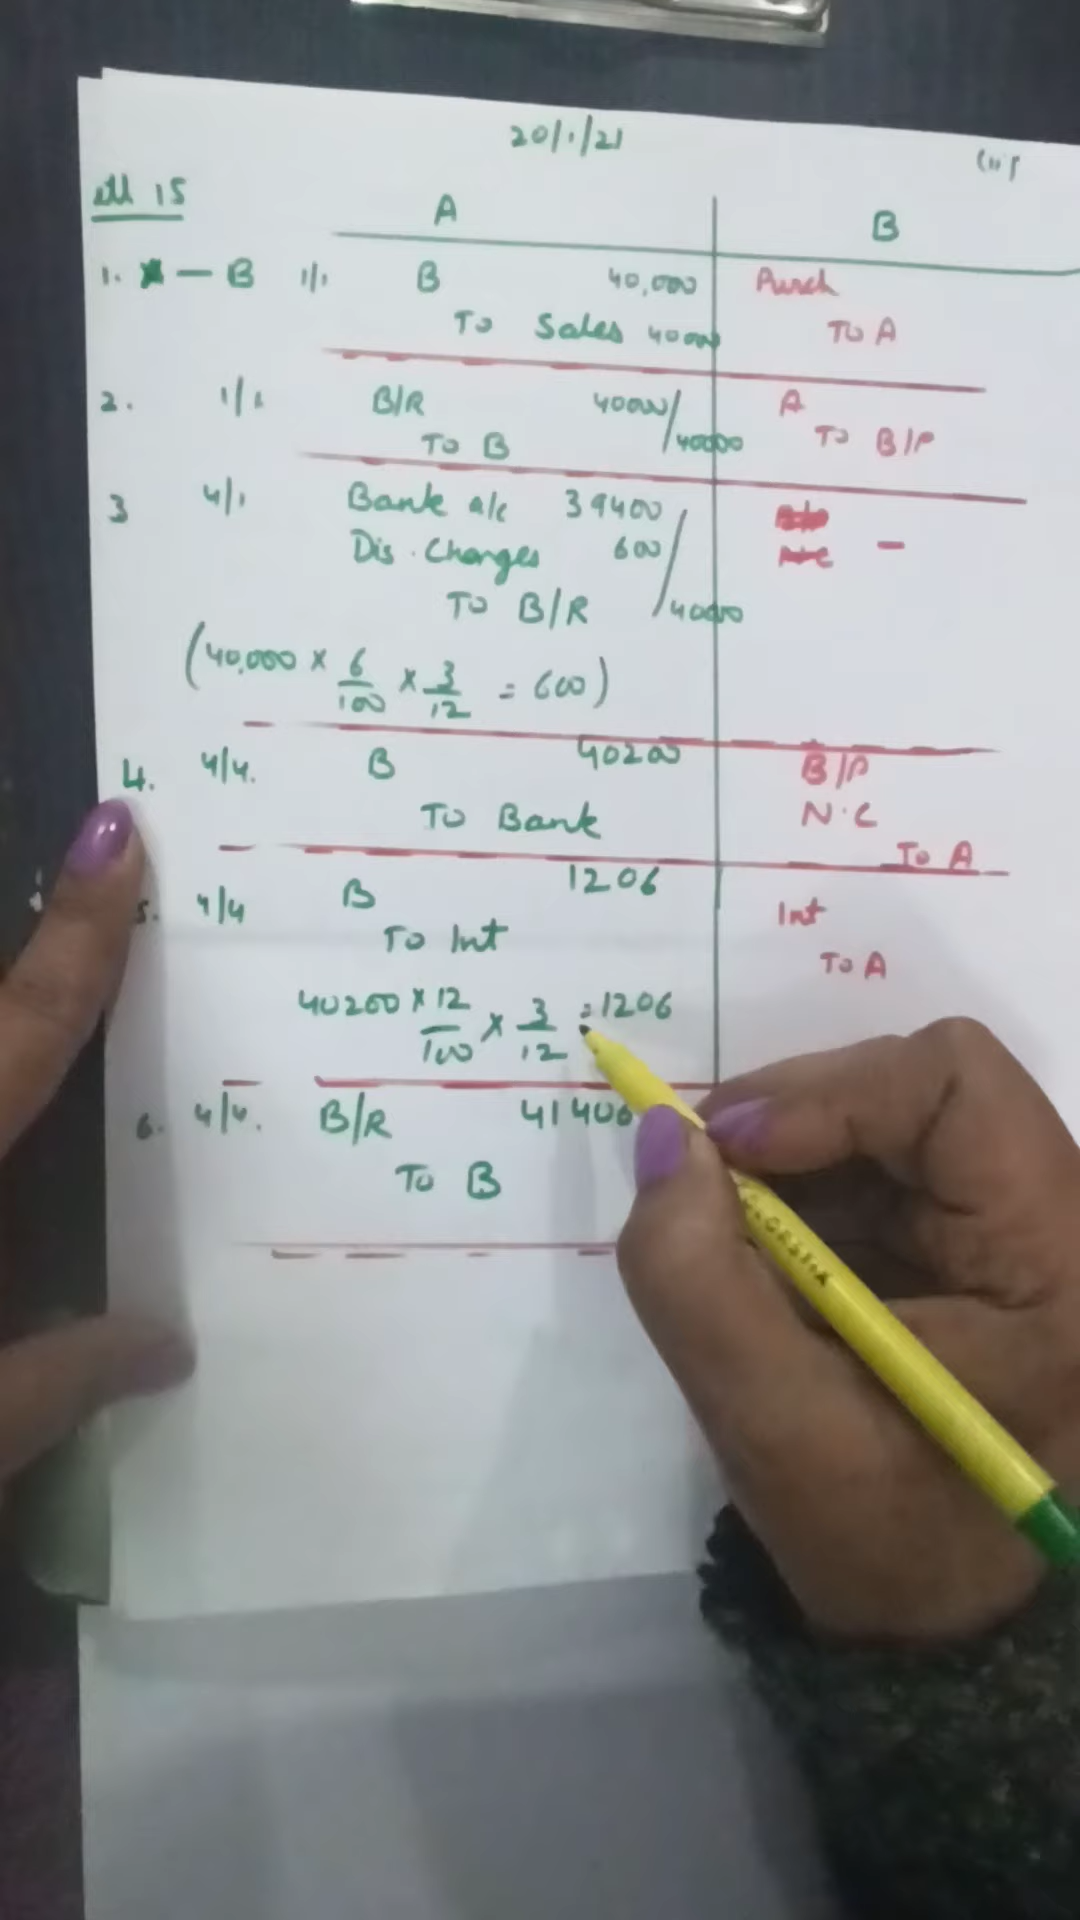 20/1/21
ill 15
A
B
1. — B 1/1 B 40,000 Purch
To Sales 40000 To A
2. 1/1 B/R 40000/ A
To B 40000 To B/P
3 4/1 Bank a/c 39400
Dis. Charges 600 —
To B/R 40000
(40,000 × 6/100 × 3/12 = 600)
4. 4/4. B 40200 B/P
To Bank N.C
To A
5. 4/4 B 1206 Int
To Int To A
40200 × 12/100 × 3/12 = 1206
6. 4/4. B/R 41406
To B